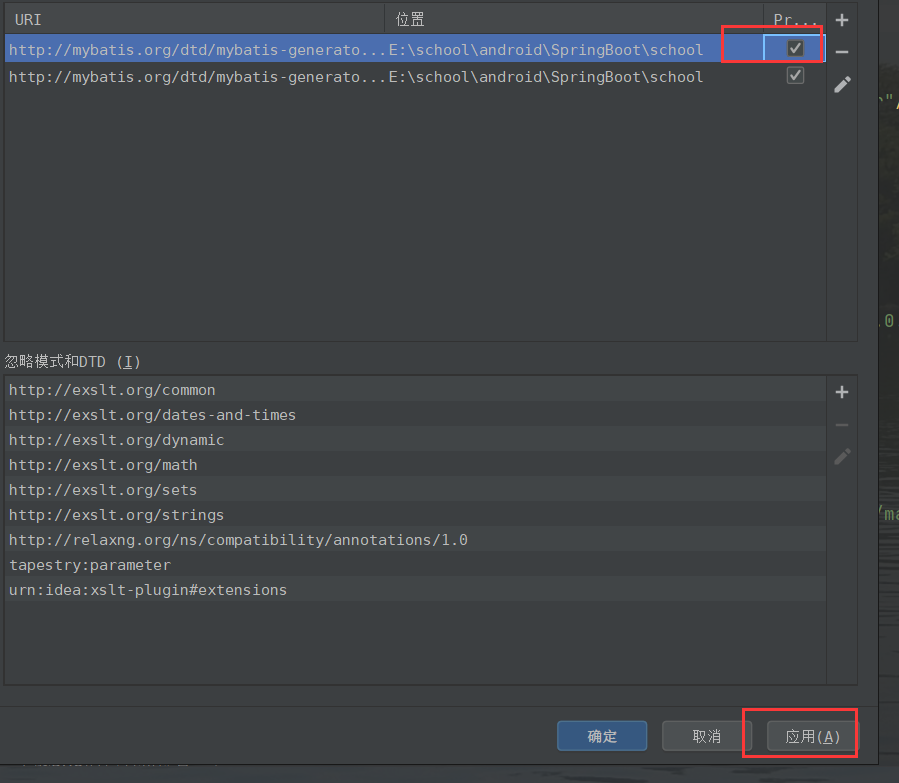 URI 位置 Pr...
http://mybatis.org/dtd/mybatis-generato... E:\school\android\SpringBoot\school
http://mybatis.org/dtd/mybatis-generato... E:\school\android\SpringBoot\school
忽略模式和DTD (I)
http://exslt.org/common
http://exslt.org/dates-and-times
http://exslt.org/dynamic
http://exslt.org/math
http://exslt.org/sets
http://exslt.org/strings
http://relaxng.org/ns/compatibility/annotations/1.0
tapestry:parameter
urn:idea:xslt-plugin#extensions
确定 取消 应用(A)